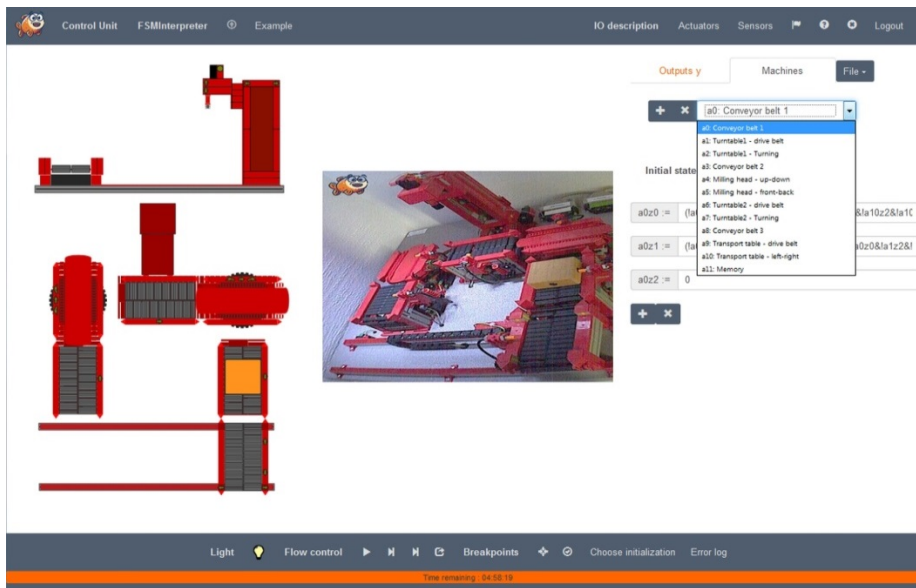 Control Unit FSMInterpreter Example IO description Actuators Sensors Logout
Outputs y Machines File
a0: Conveyor belt 1
a0: Conveyor belt 1
a1: Turntable1 - drive belt
a2: Turntable1 - Turning
a3: Conveyor belt 2
a4: Milling head - up-down
a5: Milling head - front-back
a6: Turntable2 - drive belt
a7: Turntable2 - Turning
a8: Conveyor belt 3
a9: Transport table - drive belt
a10: Transport table - left-right
a11: Memory
Initial state
a0z0 := &!a10z2&!a1
a0z1 := a0z0&!a1z2&!
a0z2 := 0
Light Flow control Breakpoints Choose initialization Error log
Time remaining : 04:58:19